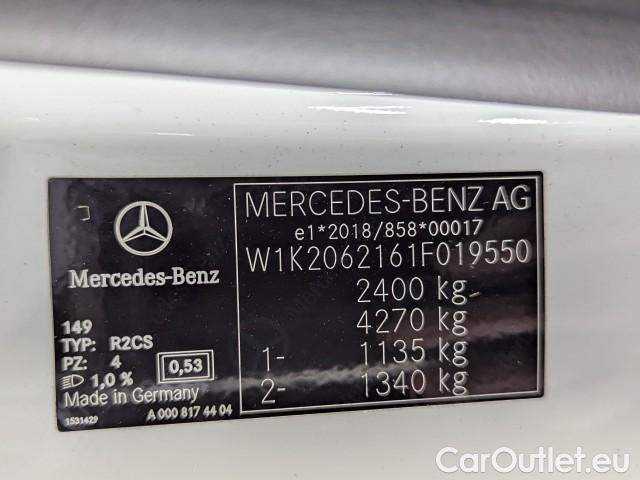 Mercedes-Benz
149
TYP: R2CS
PZ: 4
0,53
1,0 %
Made in Germany
1531429
A 000 817 44 04
MERCEDES-BENZ AG
e1*2018/858*00017
W1K2062161F019550
2400 kg
4270 kg
1- 1135 kg
2- 1340 kg
CarOutlet.eu